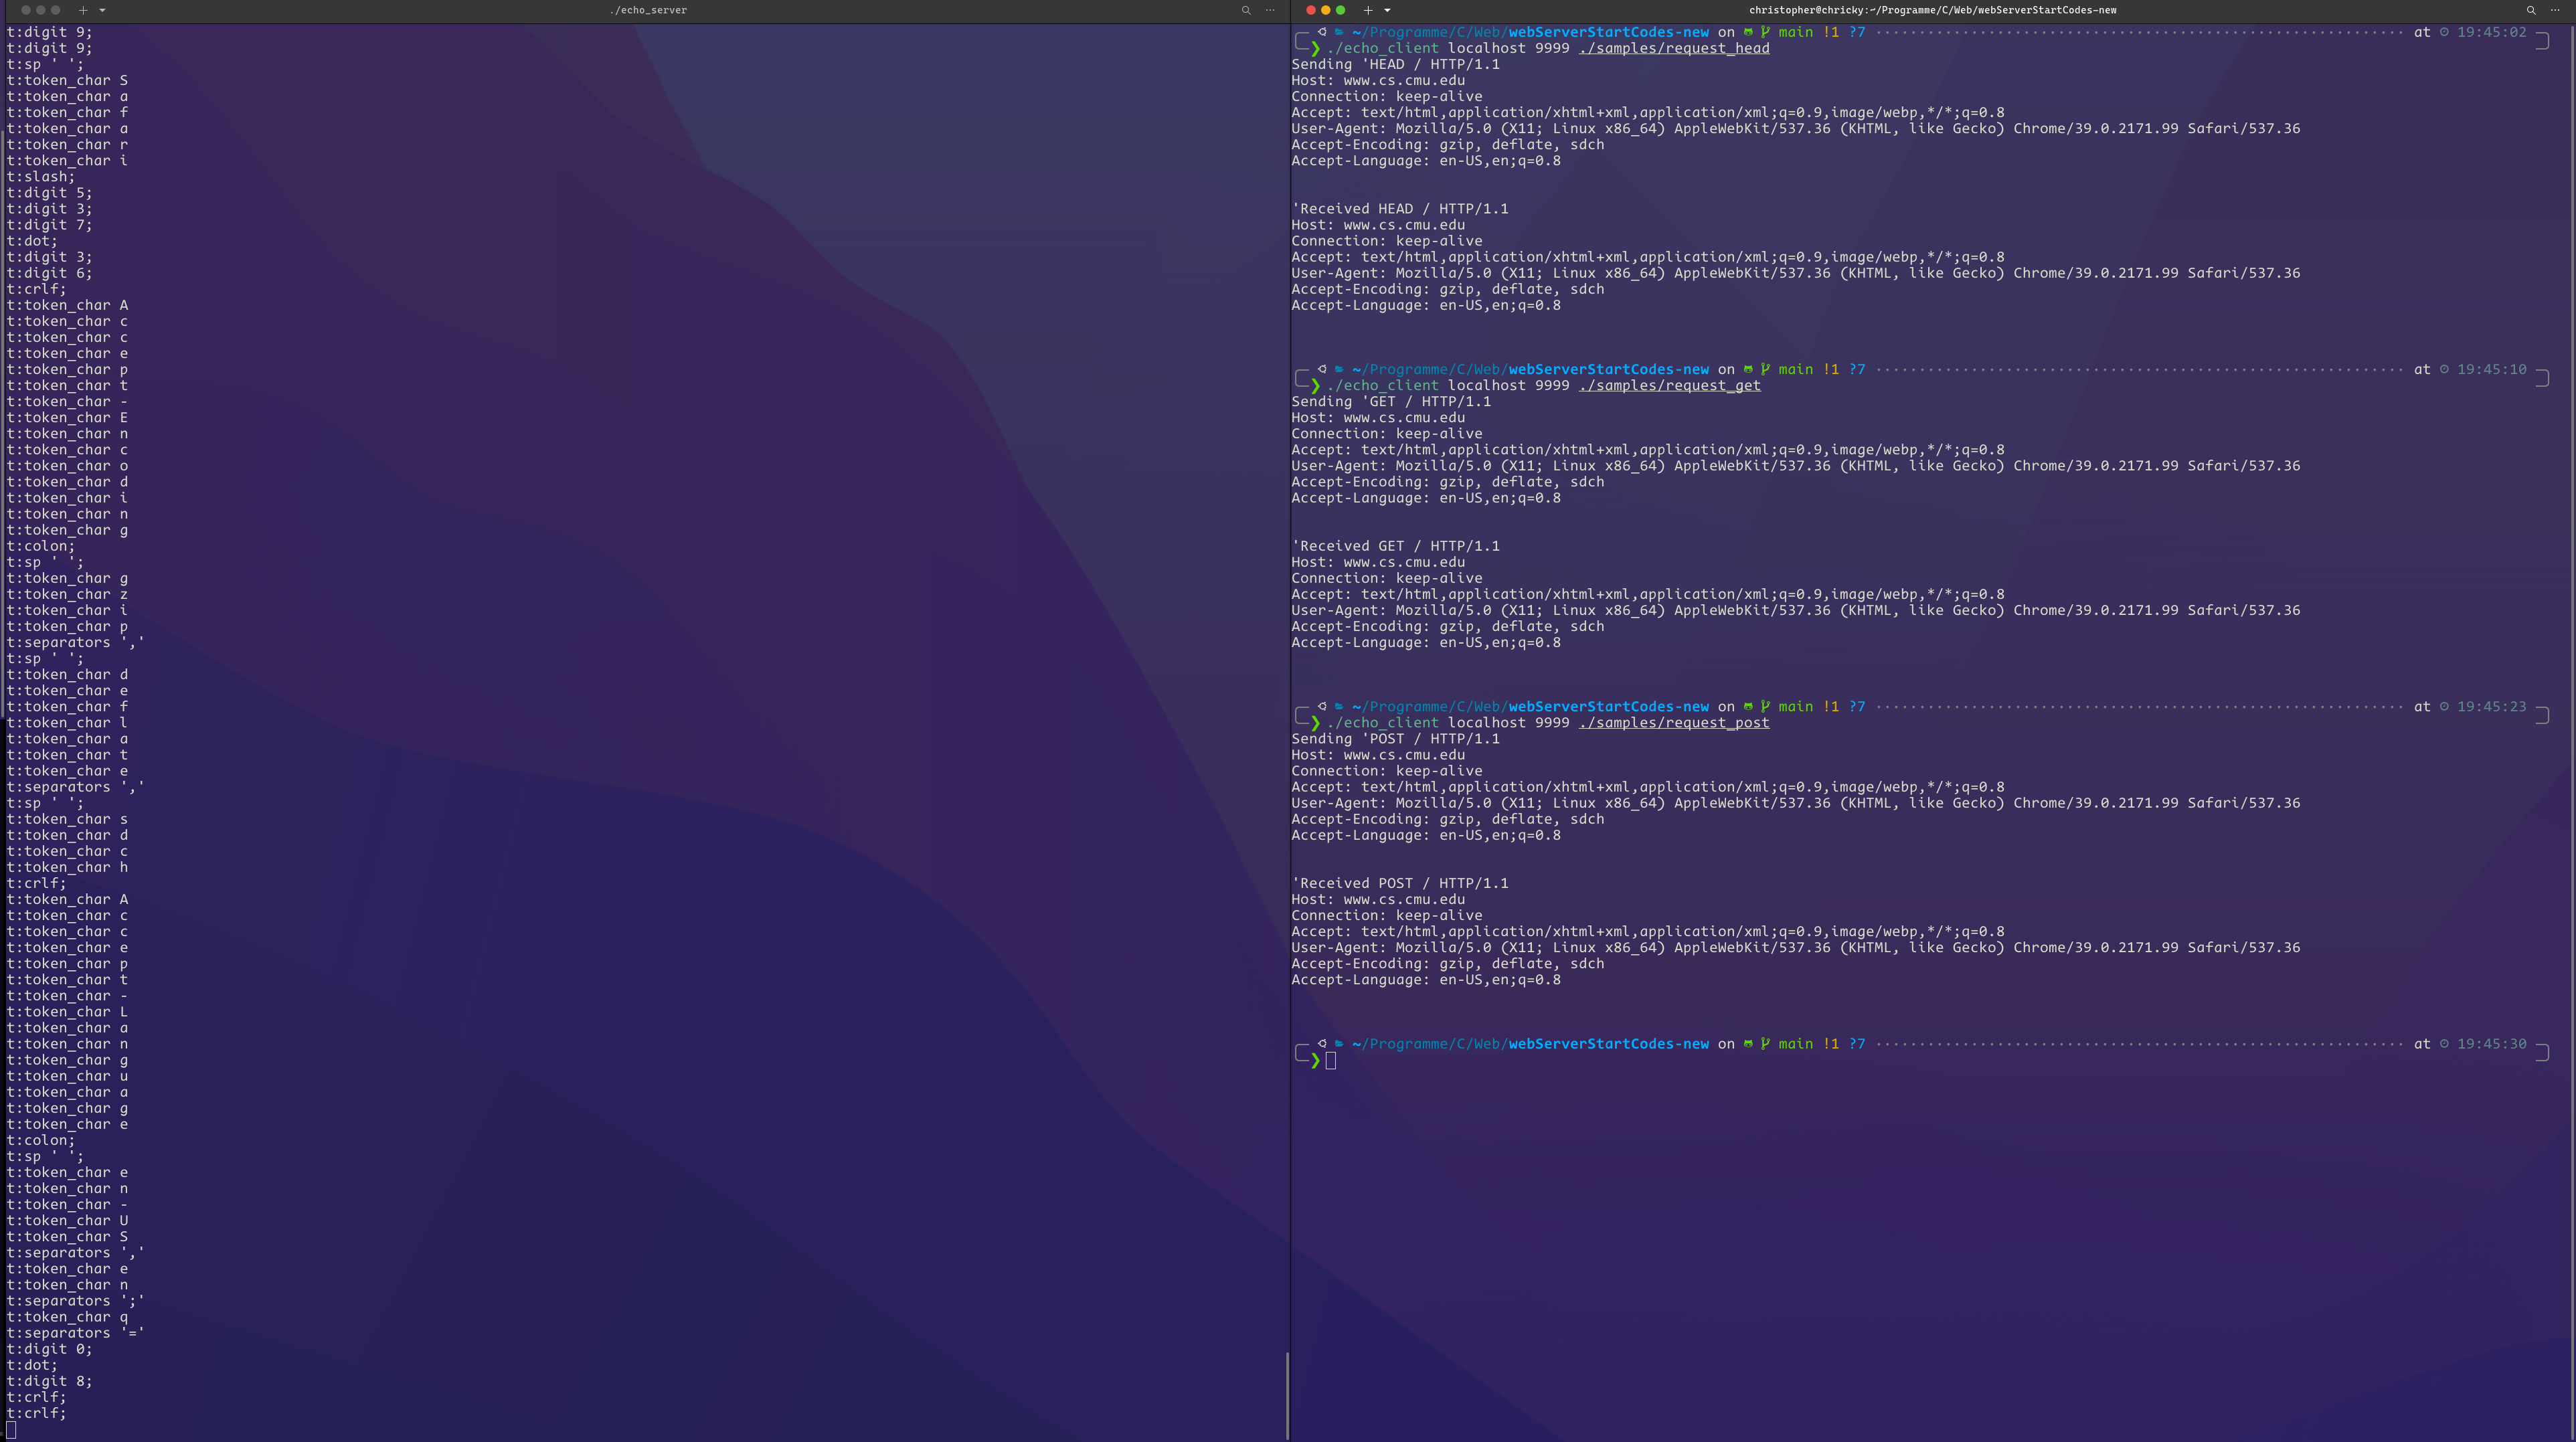 ./echo_server
t:digit 9;
t:digit 9;
t:sp ' ';
t:token_char S
t:token_char a
t:token_char f
t:token_char a
t:token_char r
t:token_char i
t:slash;
t:digit 5;
t:digit 3;
t:digit 7;
t:dot;
t:digit 3;
t:digit 6;
t:crlf;
t:token_char A
t:token_char c
t:token_char c
t:token_char e
t:token_char p
t:token_char t
t:token_char -
t:token_char E
t:token_char n
t:token_char c
t:token_char o
t:token_char d
t:token_char i
t:token_char n
t:token_char g
t:colon;
t:sp ' ';
t:token_char g
t:token_char z
t:token_char i
t:token_char p
t:separators ','
t:sp ' ';
t:token_char d
t:token_char e
t:token_char f
t:token_char l
t:token_char a
t:token_char t
t:token_char e
t:separators ','
t:sp ' ';
t:token_char s
t:token_char d
t:token_char c
t:token_char h
t:crlf;
t:token_char A
t:token_char c
t:token_char c
t:token_char e
t:token_char p
t:token_char t
t:token_char -
t:token_char L
t:token_char a
t:token_char n
t:token_char g
t:token_char u
t:token_char a
t:token_char g
t:token_char e
t:colon;
t:sp ' ';
t:token_char e
t:token_char n
t:token_char -
t:token_char U
t:token_char S
t:separators ','
t:token_char e
t:token_char n
t:separators ';'
t:token_char q
t:separators '='
t:digit 0;
t:dot;
t:digit 8;
t:crlf;
t:crlf;
christopher@chricky:~/Programme/C/Web/webServerStartCodes-new
~/Programme/C/Web/webServerStartCodes-new on main !1 ?7 at 19:45:02
❯ ./echo_client localhost 9999 ./samples/request_head
Sending 'HEAD / HTTP/1.1
Host: www.cs.cmu.edu
Connection: keep-alive
Accept: text/html,application/xhtml+xml,application/xml;q=0.9,image/webp,*/*;q=0.8
User-Agent: Mozilla/5.0 (X11; Linux x86_64) AppleWebKit/537.36 (KHTML, like Gecko) Chrome/39.0.2171.99 Safari/537.36
Accept-Encoding: gzip, deflate, sdch
Accept-Language: en-US,en;q=0.8
'Received HEAD / HTTP/1.1
Host: www.cs.cmu.edu
Connection: keep-alive
Accept: text/html,application/xhtml+xml,application/xml;q=0.9,image/webp,*/*;q=0.8
User-Agent: Mozilla/5.0 (X11; Linux x86_64) AppleWebKit/537.36 (KHTML, like Gecko) Chrome/39.0.2171.99 Safari/537.36
Accept-Encoding: gzip, deflate, sdch
Accept-Language: en-US,en;q=0.8
~/Programme/C/Web/webServerStartCodes-new on main !1 ?7 at 19:45:10
❯ ./echo_client localhost 9999 ./samples/request_get
Sending 'GET / HTTP/1.1
Host: www.cs.cmu.edu
Connection: keep-alive
Accept: text/html,application/xhtml+xml,application/xml;q=0.9,image/webp,*/*;q=0.8
User-Agent: Mozilla/5.0 (X11; Linux x86_64) AppleWebKit/537.36 (KHTML, like Gecko) Chrome/39.0.2171.99 Safari/537.36
Accept-Encoding: gzip, deflate, sdch
Accept-Language: en-US,en;q=0.8
'Received GET / HTTP/1.1
Host: www.cs.cmu.edu
Connection: keep-alive
Accept: text/html,application/xhtml+xml,application/xml;q=0.9,image/webp,*/*;q=0.8
User-Agent: Mozilla/5.0 (X11; Linux x86_64) AppleWebKit/537.36 (KHTML, like Gecko) Chrome/39.0.2171.99 Safari/537.36
Accept-Encoding: gzip, deflate, sdch
Accept-Language: en-US,en;q=0.8
~/Programme/C/Web/webServerStartCodes-new on main !1 ?7 at 19:45:23
❯ ./echo_client localhost 9999 ./samples/request_post
Sending 'POST / HTTP/1.1
Host: www.cs.cmu.edu
Connection: keep-alive
Accept: text/html,application/xhtml+xml,application/xml;q=0.9,image/webp,*/*;q=0.8
User-Agent: Mozilla/5.0 (X11; Linux x86_64) AppleWebKit/537.36 (KHTML, like Gecko) Chrome/39.0.2171.99 Safari/537.36
Accept-Encoding: gzip, deflate, sdch
Accept-Language: en-US,en;q=0.8
'Received POST / HTTP/1.1
Host: www.cs.cmu.edu
Connection: keep-alive
Accept: text/html,application/xhtml+xml,application/xml;q=0.9,image/webp,*/*;q=0.8
User-Agent: Mozilla/5.0 (X11; Linux x86_64) AppleWebKit/537.36 (KHTML, like Gecko) Chrome/39.0.2171.99 Safari/537.36
Accept-Encoding: gzip, deflate, sdch
Accept-Language: en-US,en;q=0.8
~/Programme/C/Web/webServerStartCodes-new on main !1 ?7 at 19:45:30
❯